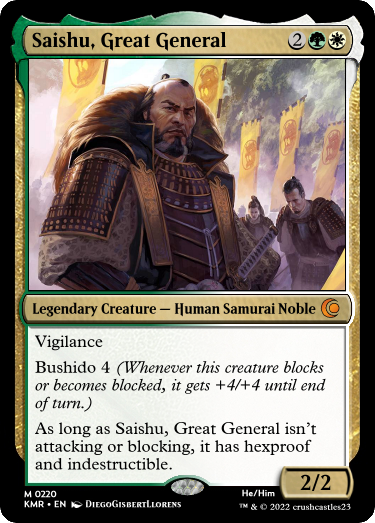 Saishu, Great General 2
Legendary Creature — Human Samurai Noble
Vigilance
Bushido 4 (Whenever this creature blocks
or becomes blocked, it gets +4/+4 until end
of turn.)
As long as Saishu, Great General isn't
attacking or blocking, it has hexproof
and indestructible.
2/2
M 0220
KMR • EN DiegoGisbertLlorens
He/Him
™ & © 2022 crushcastles23